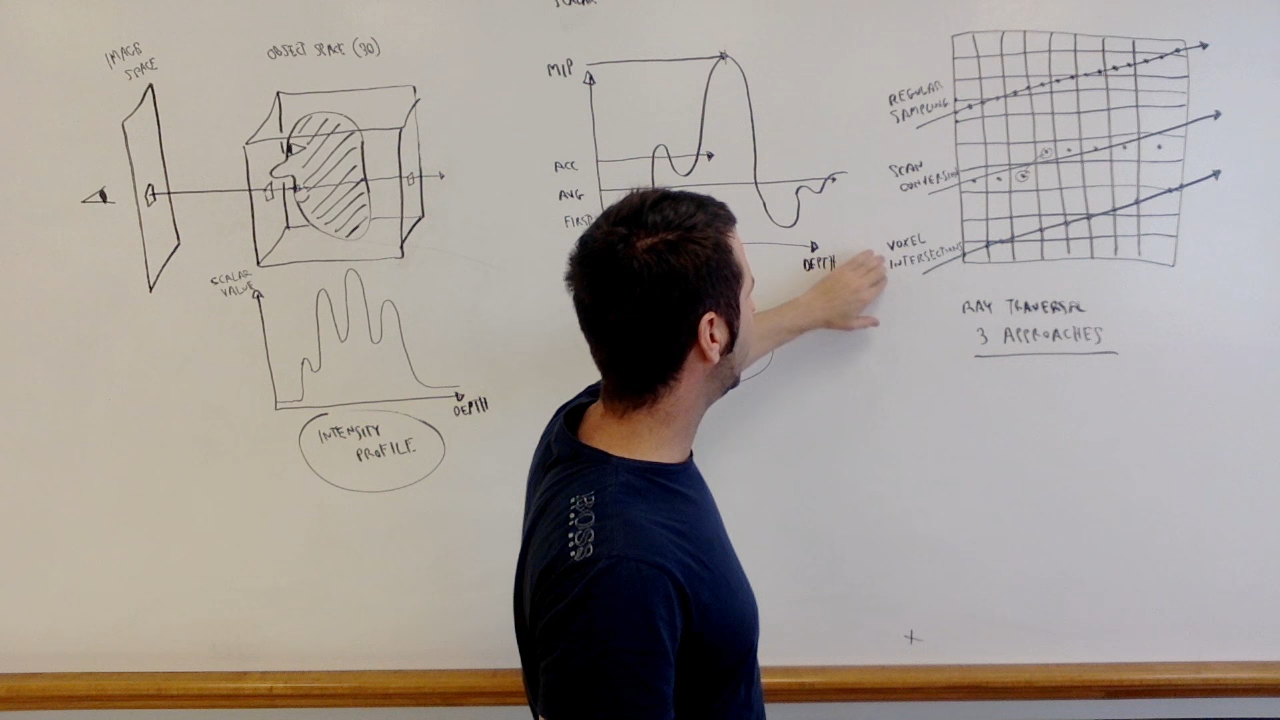 SCALAR
IMAGE
SPACE
OBJECT SPACE (3D)
SCALAR
VALUE
DEPTH
INTENSITY
PROFILE
MIP
ACC
AVG
FIRST
DEPTH
BOSS
REGULAR
SAMPLING
SCAN
CONVERSION
VOXEL
INTERSECTIONS
RAY TRAVERSAL
3 APPROACHES